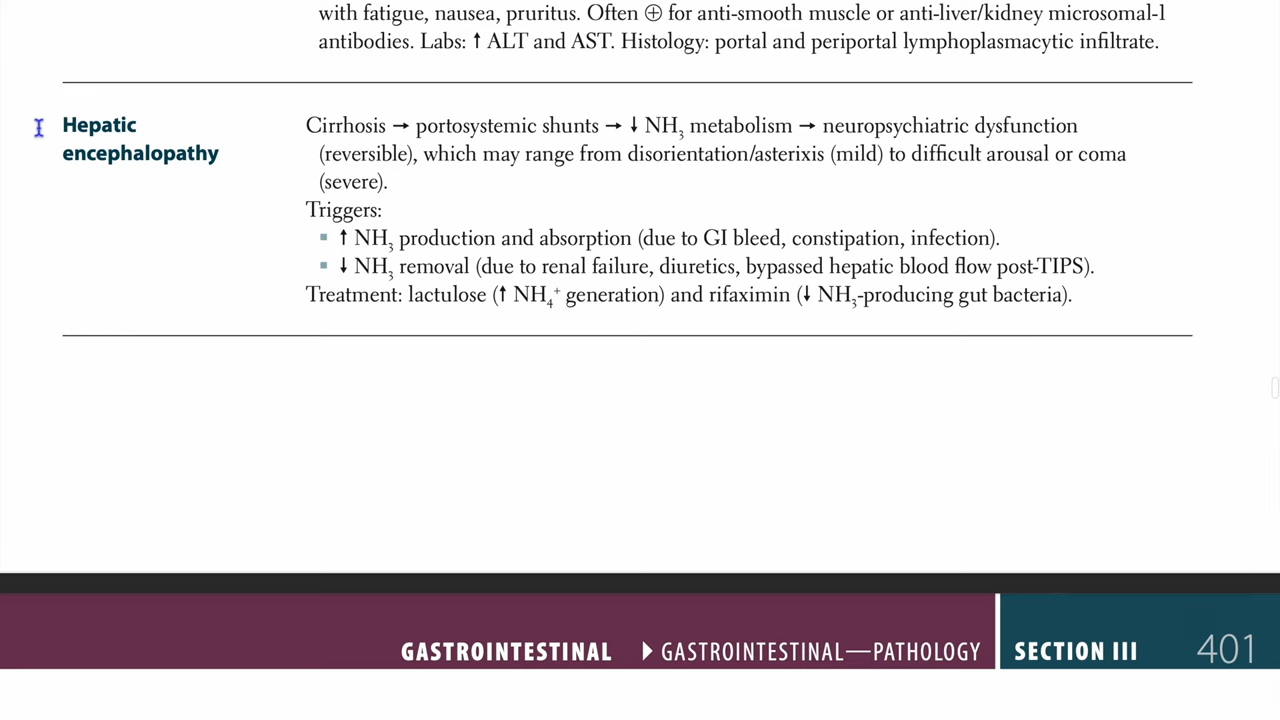 with fatigue, nausea, pruritus. Often ⊕ for anti-smooth muscle or anti-liver/kidney microsomal-1
antibodies. Labs: ↑ ALT and AST. Histology: portal and periportal lymphoplasmacytic infiltrate.
Hepatic
encephalopathy
Cirrhosis → portosystemic shunts → ↓ NH₃ metabolism → neuropsychiatric dysfunction
(reversible), which may range from disorientation/asterixis (mild) to difficult arousal or coma
(severe).
Triggers:
▪ ↑ NH₃ production and absorption (due to GI bleed, constipation, infection).
▪ ↓ NH₃ removal (due to renal failure, diuretics, bypassed hepatic blood flow post-TIPS).
Treatment: lactulose (↑ NH₄⁺ generation) and rifaximin (↓ NH₃-producing gut bacteria).
GASTROINTESTINAL ▶ GASTROINTESTINAL—PATHOLOGY SECTION III 401